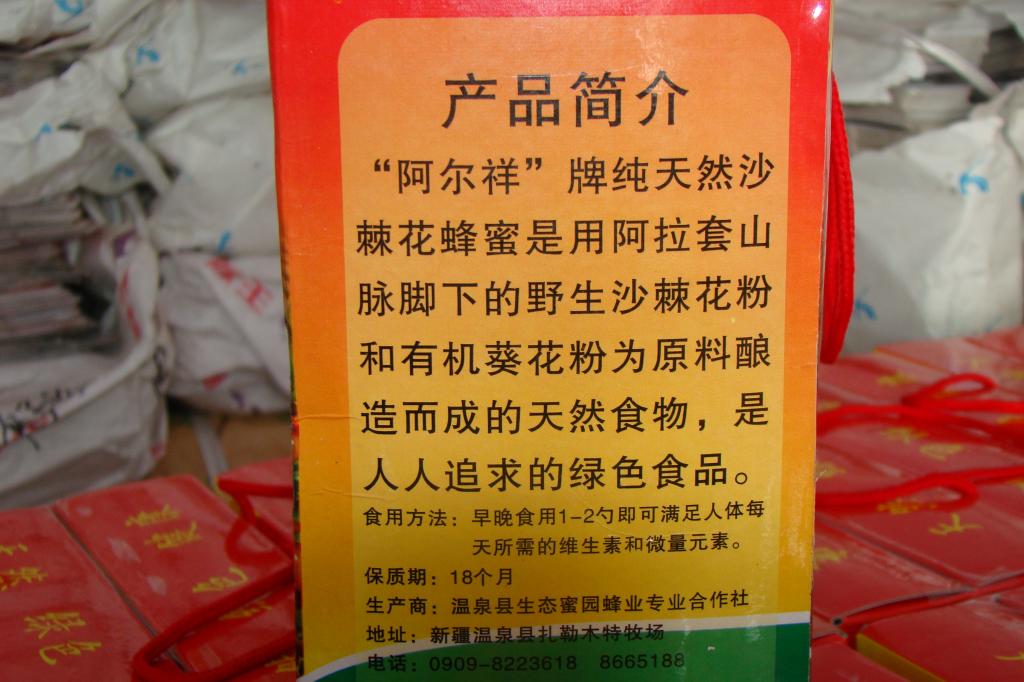 产品简介
“阿尔祥”牌纯天然沙
棘花蜂蜜是用阿拉套山
脉脚下的野生沙棘花粉
和有机葵花粉为原料酿
造而成的天然食物，是
人人追求的绿色食品。
食用方法：早晚食用1-2勺即可满足人体每
天所需的维生素和微量元素。
保质期：18个月
生产商：温泉县生态蜜园蜂业专业合作社
地址：新疆温泉县扎勒木特牧场
电话：0909-8223618 8665188
绿色